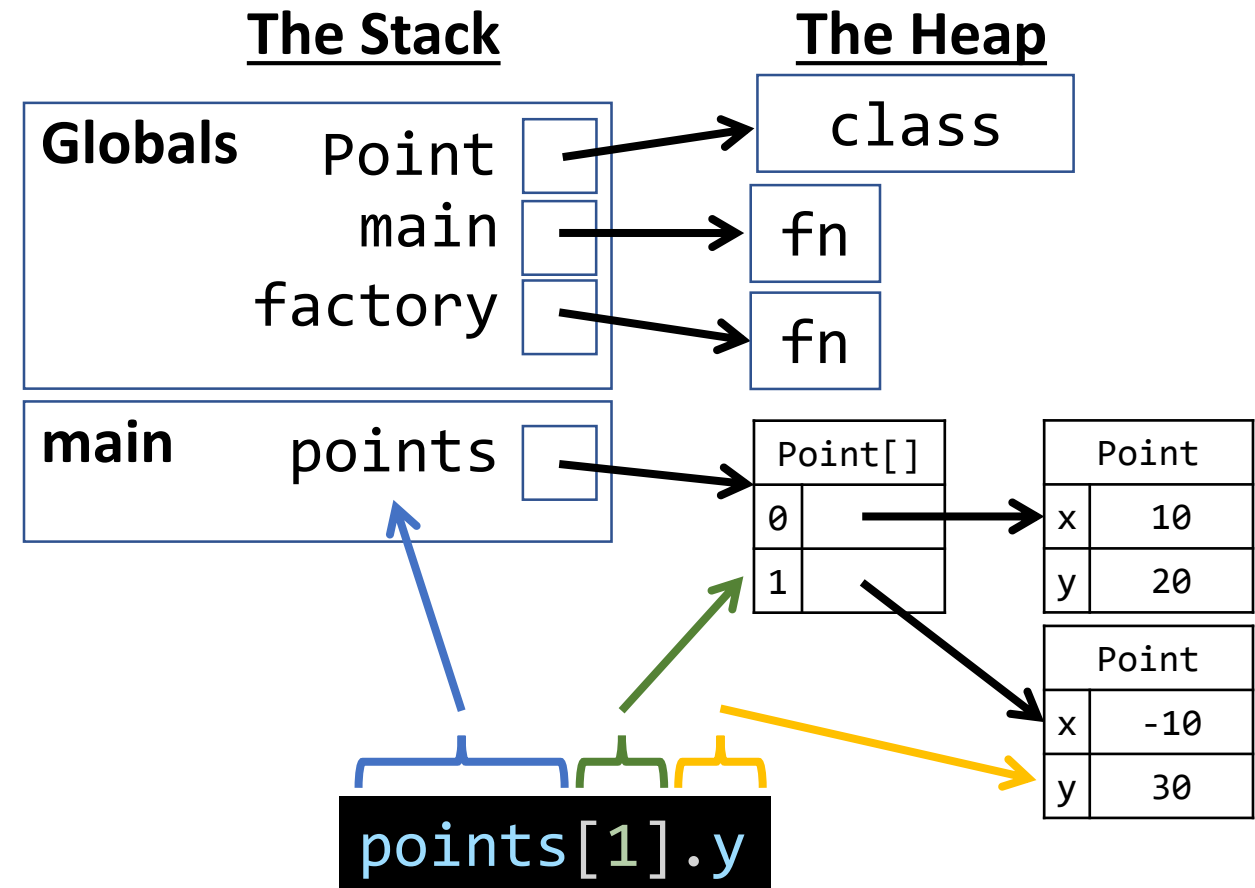 The Stack
The Heap
Globals
Point
class
main
fn
factory
fn
main
points
Point[]
0
1
Point
x 10
y 20
Point
x -10
y 30
points[1].y